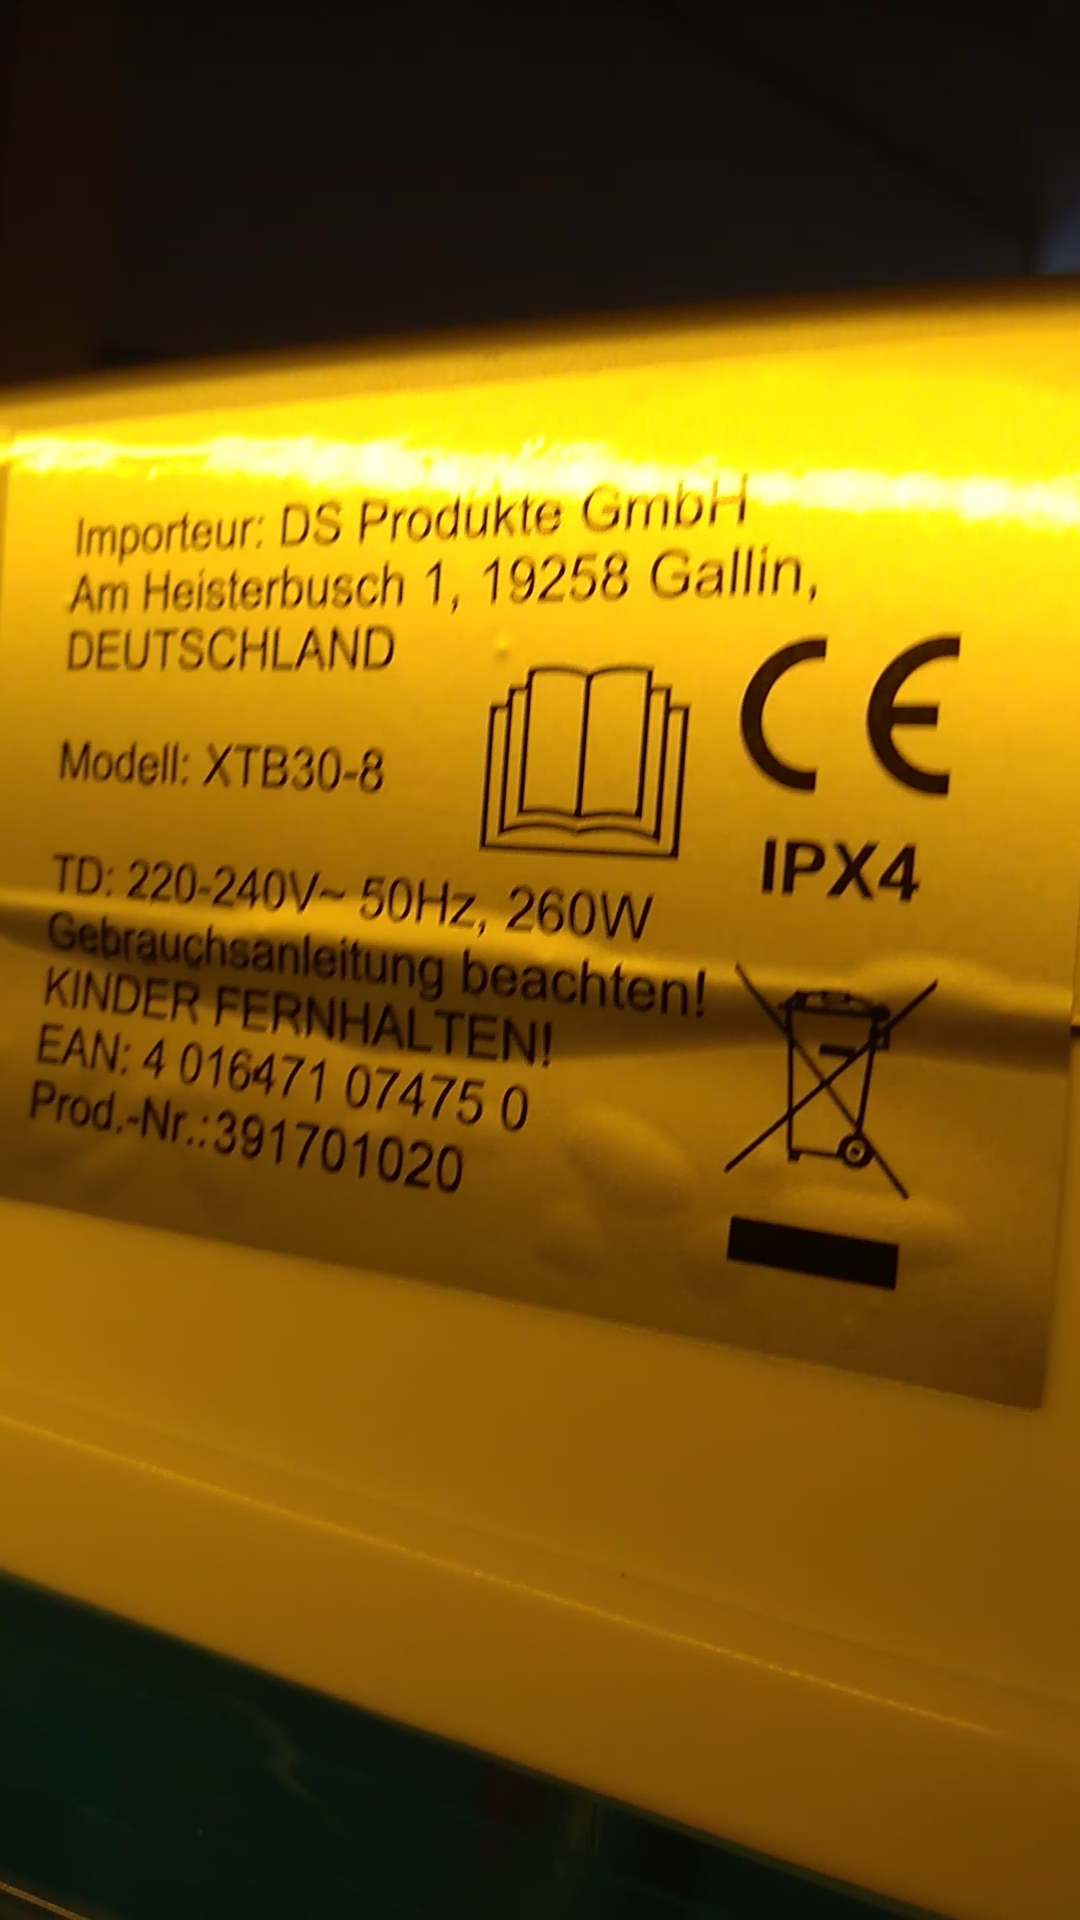 Importeur: DS Produkte GmbH
Am Heisterbusch 1, 19258 Gallin,
DEUTSCHLAND
CE
Modell: XTB30-8
IPX4
TD: 220-240V~ 50Hz, 260W
Gebrauchsanleitung beachten!
KINDER FERNHALTEN!
EAN: 4 016471 07475 0
Prod.-Nr.:391701020